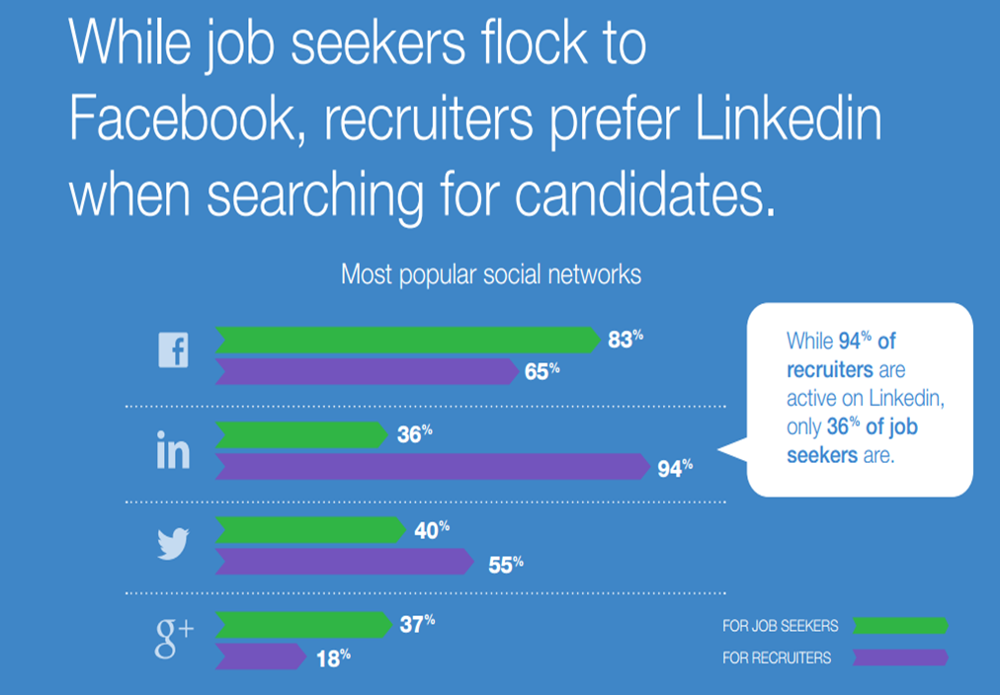 While job seekers flock to
Facebook, recruiters prefer Linkedin
when searching for candidates.
Most popular social networks
f
83%
65%
in
36%
94%
While 94% of
recruiters are
active on Linkedin,
only 36% of job
seekers are.
40%
55%
g+
37%
18%
FOR JOB SEEKERS
FOR RECRUITERS